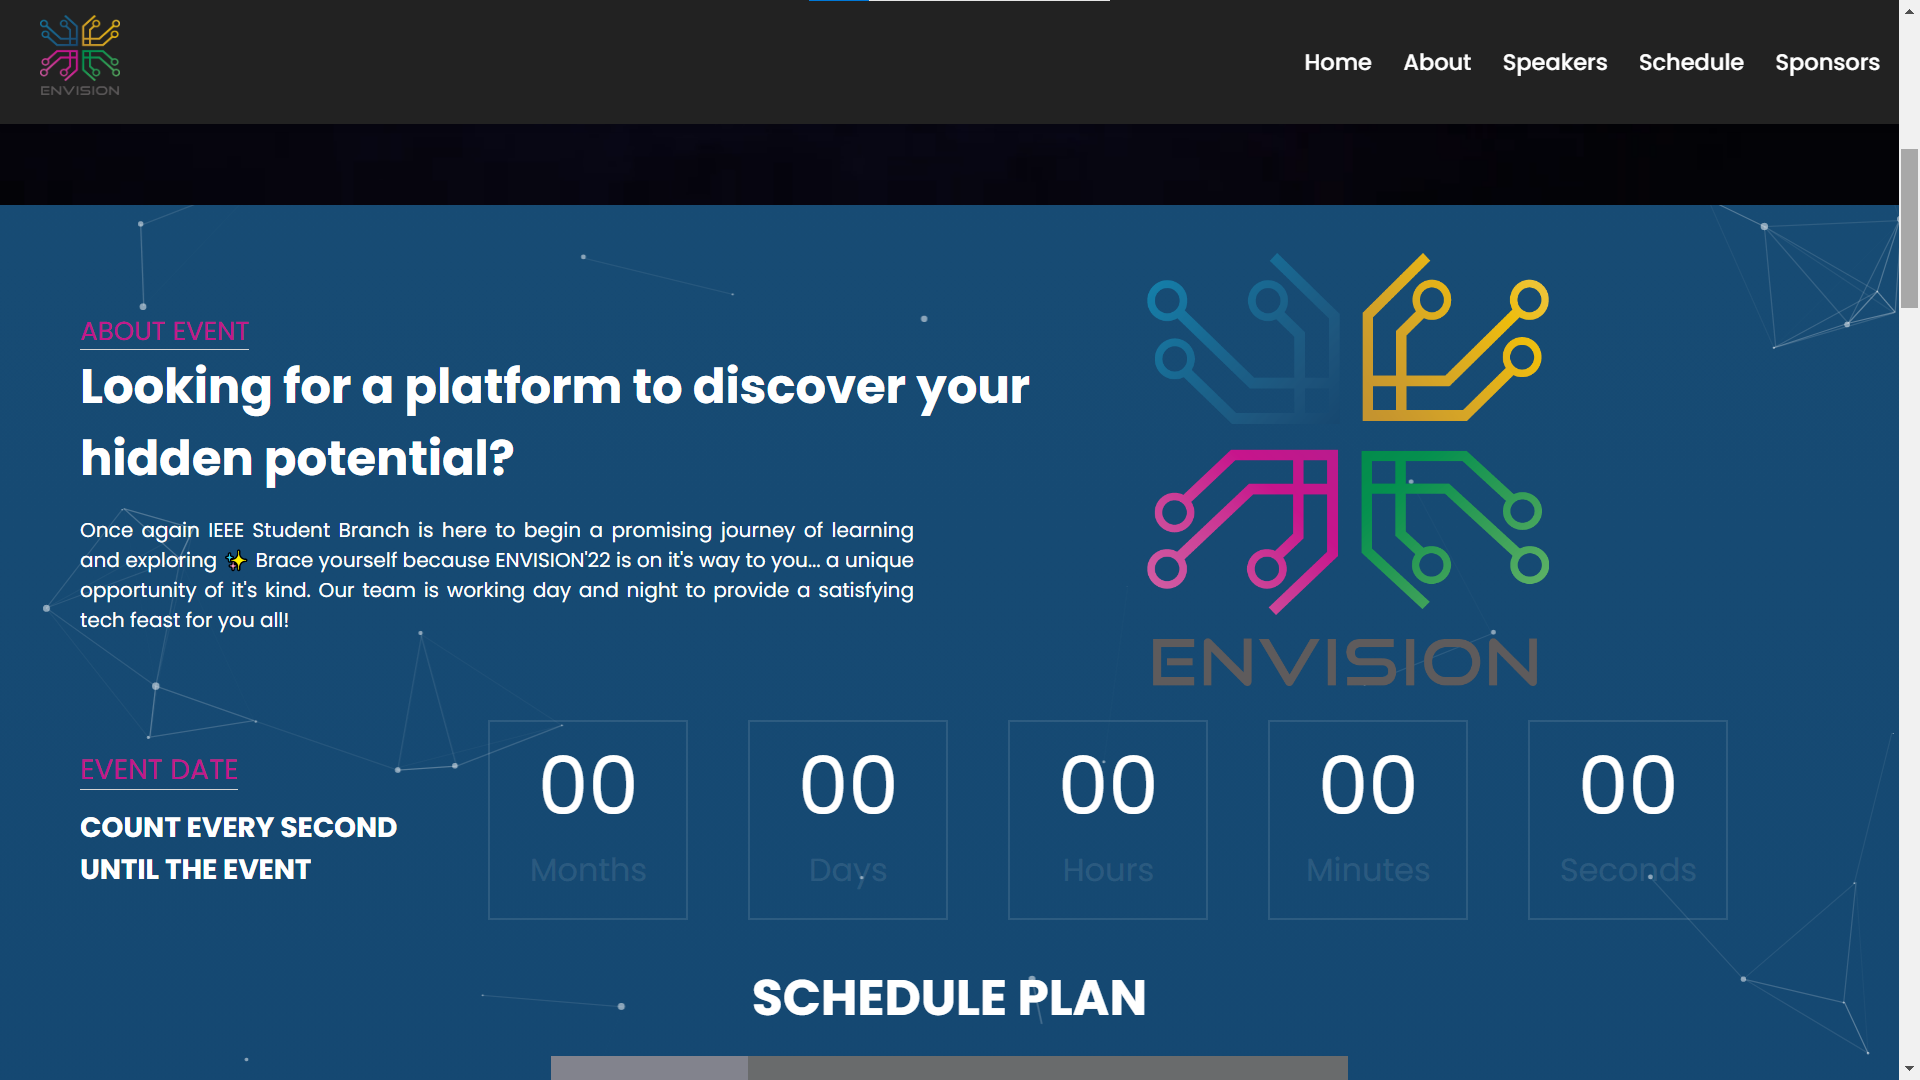 ENVISION
Home About Speakers Schedule Sponsors
ABOUT EVENT
Looking for a platform to discover your
hidden potential?
Once again IEEE Student Branch is here to begin a promising journey of learning
and exploring ✨ Brace yourself because ENVISION'22 is on it's way to you... a unique
opportunity of it's kind. Our team is working day and night to provide a satisfying
tech feast for you all!
ENVISION
EVENT DATE
COUNT EVERY SECOND
UNTIL THE EVENT
00 00 00 00 00
Months Days Hours Minutes Seconds
SCHEDULE PLAN